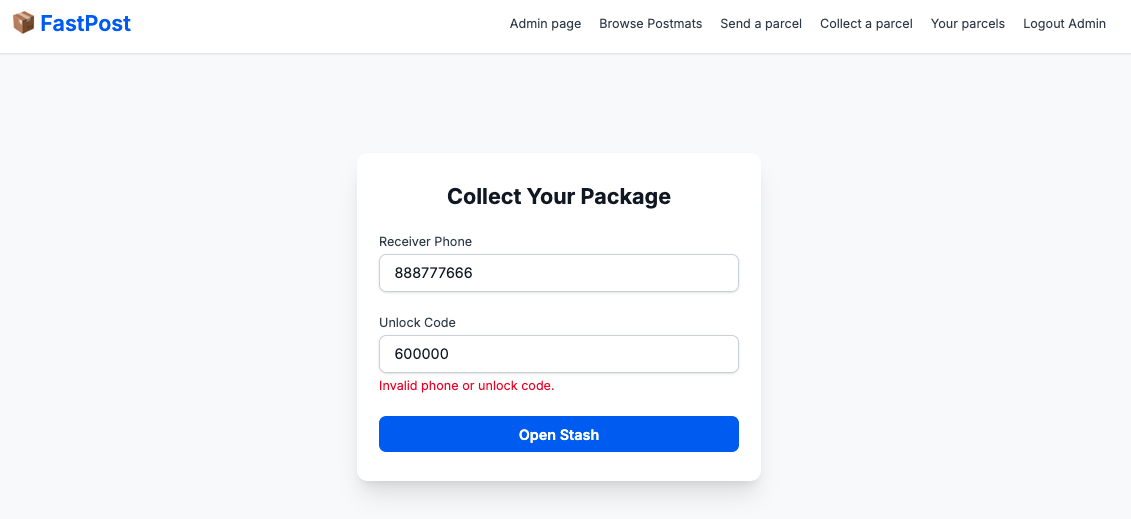 FastPost
Admin page Browse Postmats Send a parcel Collect a parcel Your parcels Logout Admin
Collect Your Package
Receiver Phone
888777666
Unlock Code
600000
Invalid phone or unlock code.
Open Stash